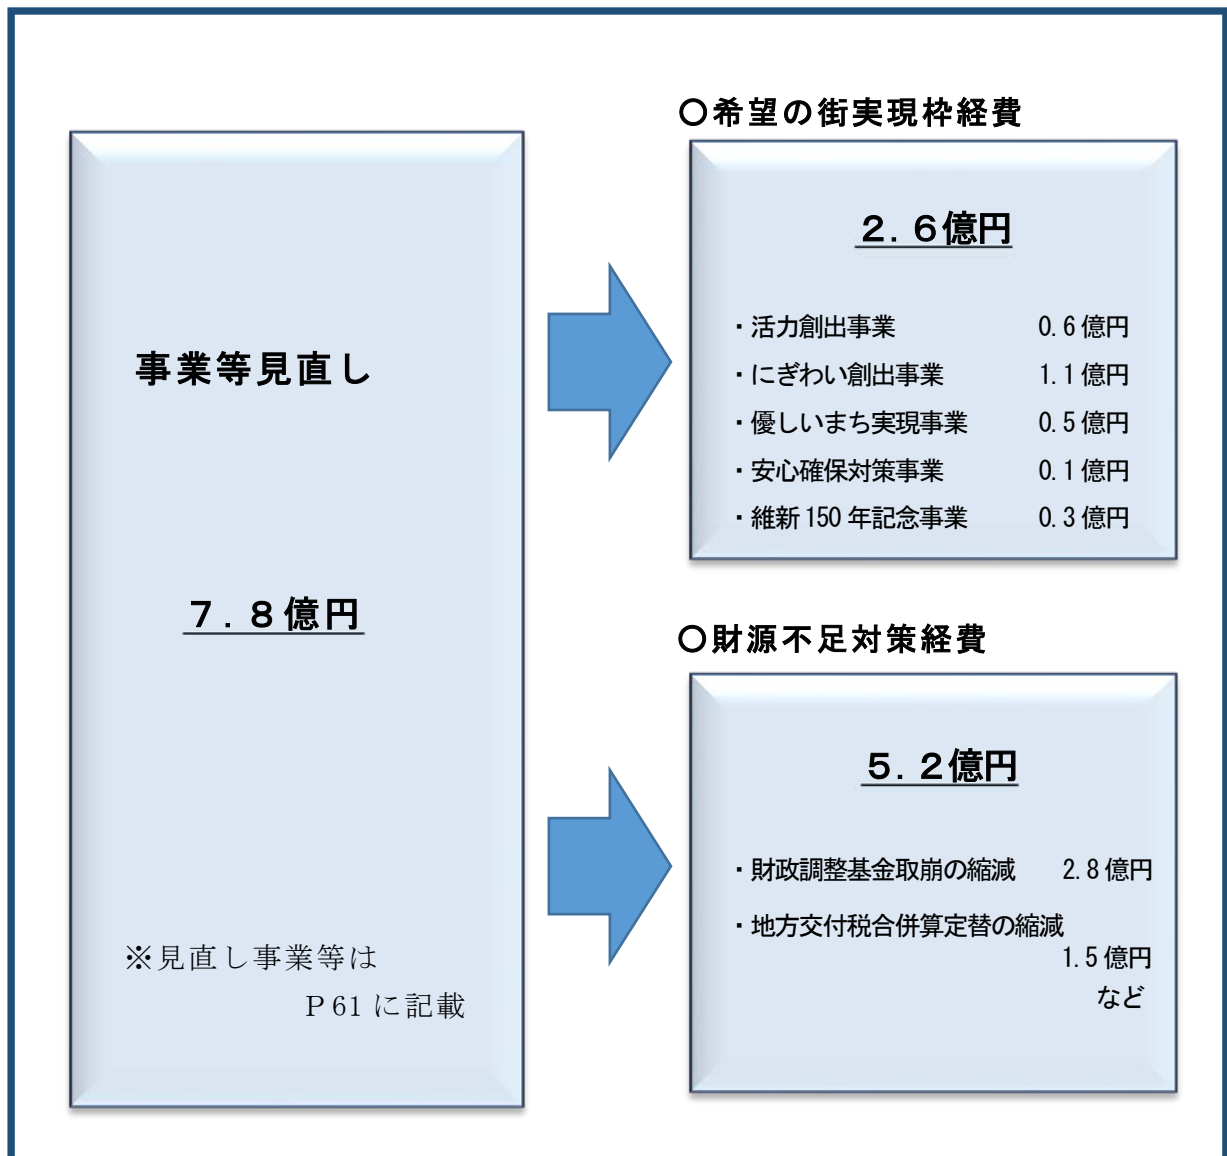 事業等見直し
７．８億円
※見直し事業等は
Ｐ61 に記載
○希望の街実現枠経費
２．６億円
・活力創出事業 0.6 億円
・にぎわい創出事業 1.1 億円
・優しいまち実現事業 0.5 億円
・安心確保対策事業 0.1 億円
・維新 150 年記念事業 0.3 億円
○財源不足対策経費
５．２億円
・財政調整基金取崩の縮減 2.8 億円
・地方交付税合併算定替の縮減
1.5 億円
など